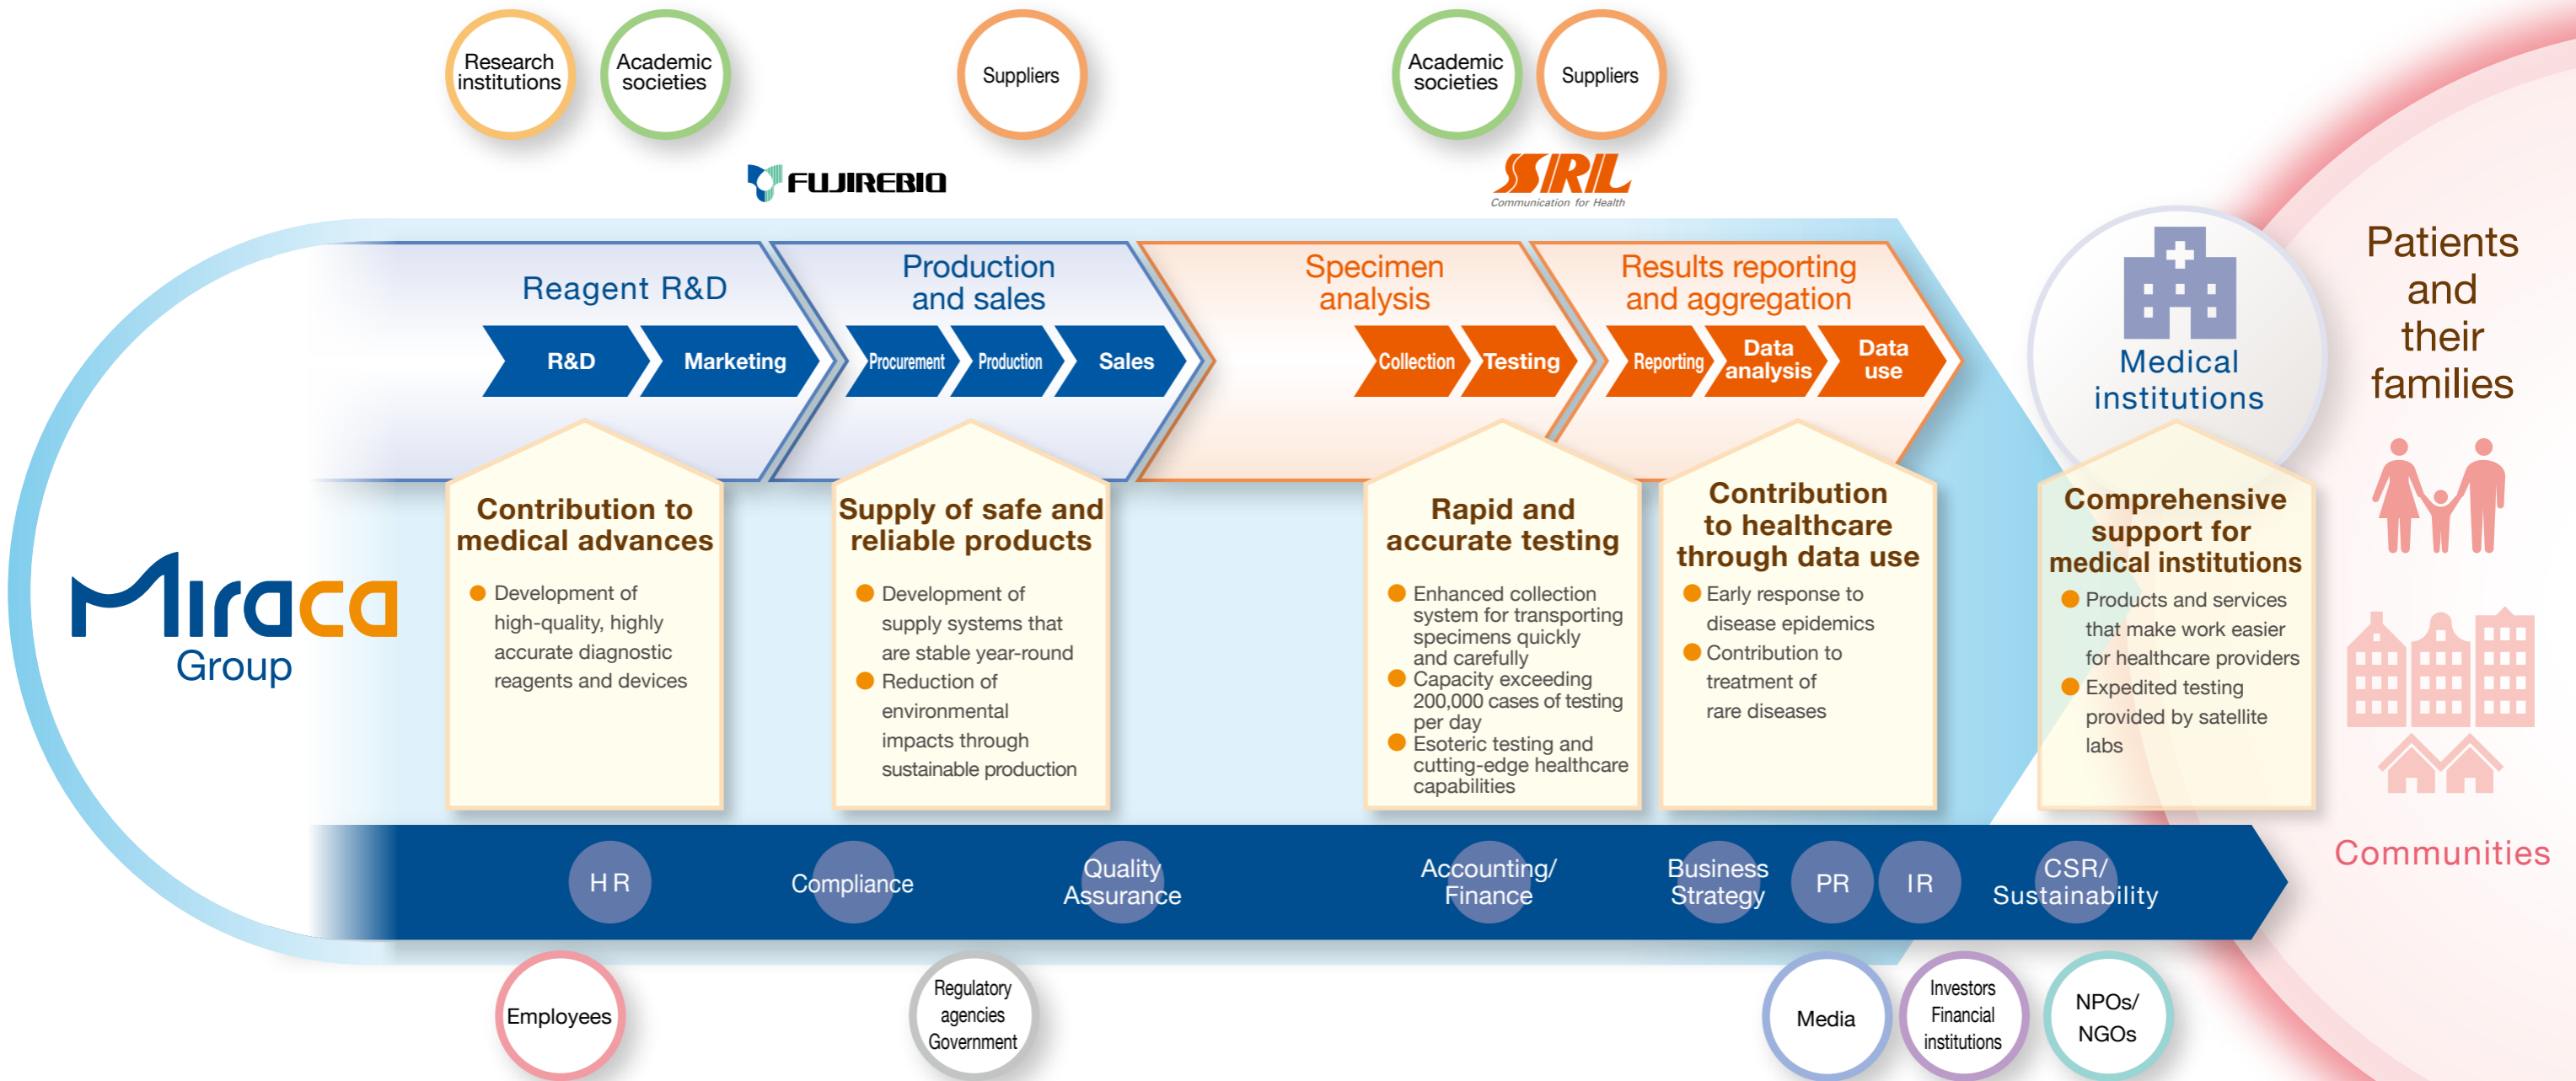 Research
institutions
Academic
societies
Suppliers
Academic
societies
Suppliers
FUJIREBIO
SRL
Communication for Health
Reagent R&D
Production
and sales
Specimen
analysis
Results reporting
and aggregation
R&D
Marketing
Procurement
Production
Sales
Collection
Testing
Reporting
Data
analysis
Data
use
Medical
institutions
Patients
and
their
families
Miraca
Group
Contribution to
medical advances
Development of
high-quality, highly
accurate diagnostic
reagents and devices
Supply of safe and
reliable products
Development of
supply systems that
are stable year-round
Reduction of
environmental
impacts through
sustainable production
Rapid and
accurate testing
Enhanced collection
system for transporting
specimens quickly
and carefully
Capacity exceeding
200,000 cases of testing
per day
Esoteric testing and
cutting-edge healthcare
capabilities
Contribution
to healthcare
through data use
Early response to
disease epidemics
Contribution to
treatment of
rare diseases
Comprehensive
support for
medical institutions
Products and services
that make work easier
for healthcare providers
Expedited testing
provided by satellite
labs
Communities
HR
Compliance
Quality
Assurance
Accounting/
Finance
Business
Strategy
PR
IR
CSR/
Sustainability
Employees
Regulatory
agencies
Government
Media
Investors
Financial
institutions
NPOs/
NGOs